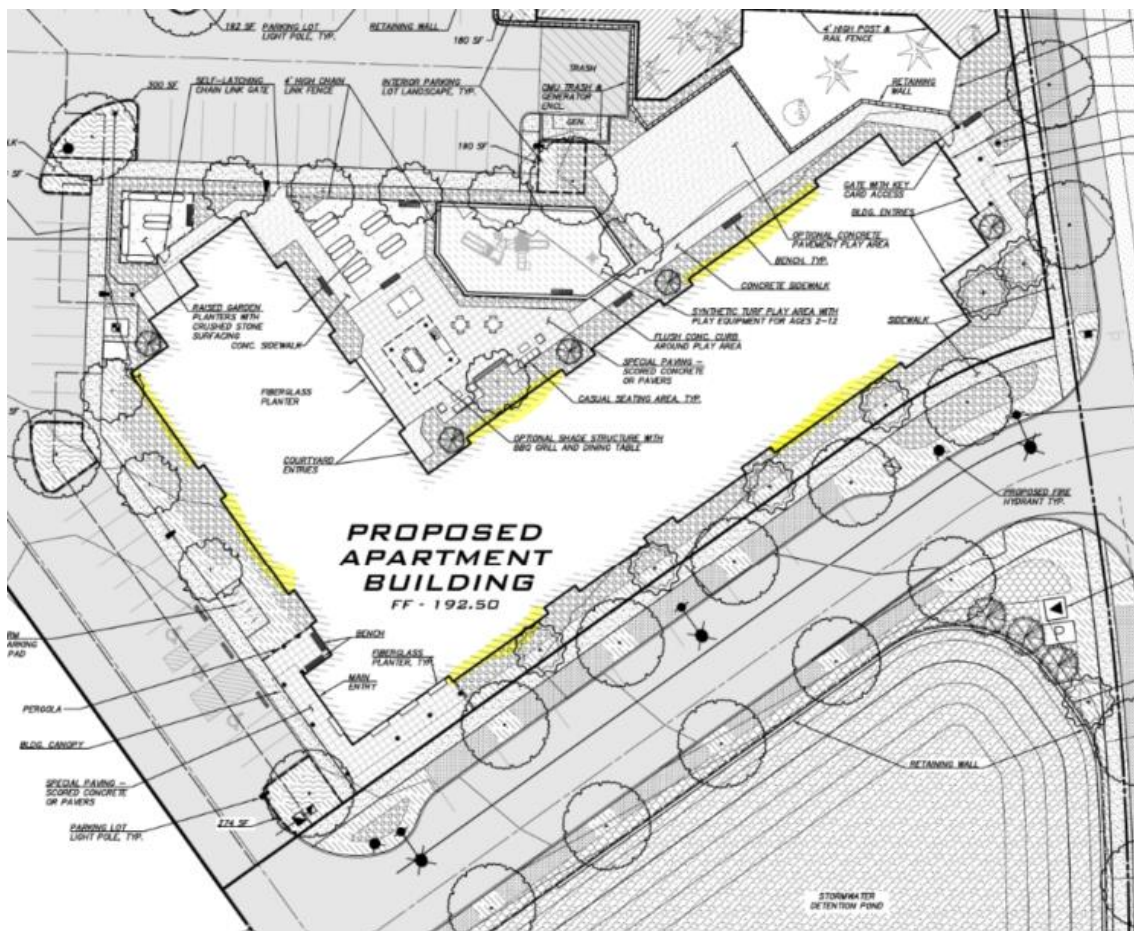 192 SF
PARKING LOT
LIGHT POLE, TYP.
RETAINING WALL
180 SF
4' HIGH POST &
RAIL FENCE
TRASH
SELF-LATCHING
CHAIN LINK GATE
4' HIGH CHAIN
LINK FENCE
INTERIOR PARKING
LOT LANDSCAPE, TYP.
300 SF
CMU TRASH &
GENERATOR
ENCL.
GEN.
RETAINING
WALL
180 SF
SF
GATE WITH KEY
CARD ACCESS
BLDG. ENTRIES
OPTIONAL CONCRETE
PAVEMENT PLAY AREA
BENCH, TYP.
CONCRETE SIDEWALK
RAISED GARDEN
PLANTERS WITH
CRUSHED STONE
SURFACING
CONC. SIDEWALK
SYNTHETIC TURF PLAY AREA WITH
PLAY EQUIPMENT FOR AGES 2-12
SIDEWALK
FLUSH CONC. CURB
AROUND PLAY AREA
SPECIAL PAVING -
SCORED CONCRETE
OR PAVERS
FIBERGLASS
PLANTER
CASUAL SEATING AREA, TYP.
SF
OPTIONAL SHADE STRUCTURE WITH
BBQ GRILL AND DINING TABLE
COURTYARD
ENTRIES
PROPOSED FIRE
HYDRANT TYP.
PROPOSED
APARTMENT
BUILDING
FF - 192.50
BENCH
FIBERGLASS
PLANTER, TYP.
MAIN
ENTRY
PAD
P
PERGOLA
BLDG. CANOPY
RETAINING WALL
SPECIAL PAVING -
SCORED CONCRETE
OR PAVERS
PARKING LOT
LIGHT POLE, TYP.
274 SF
STORMWATER
DETENTION POND